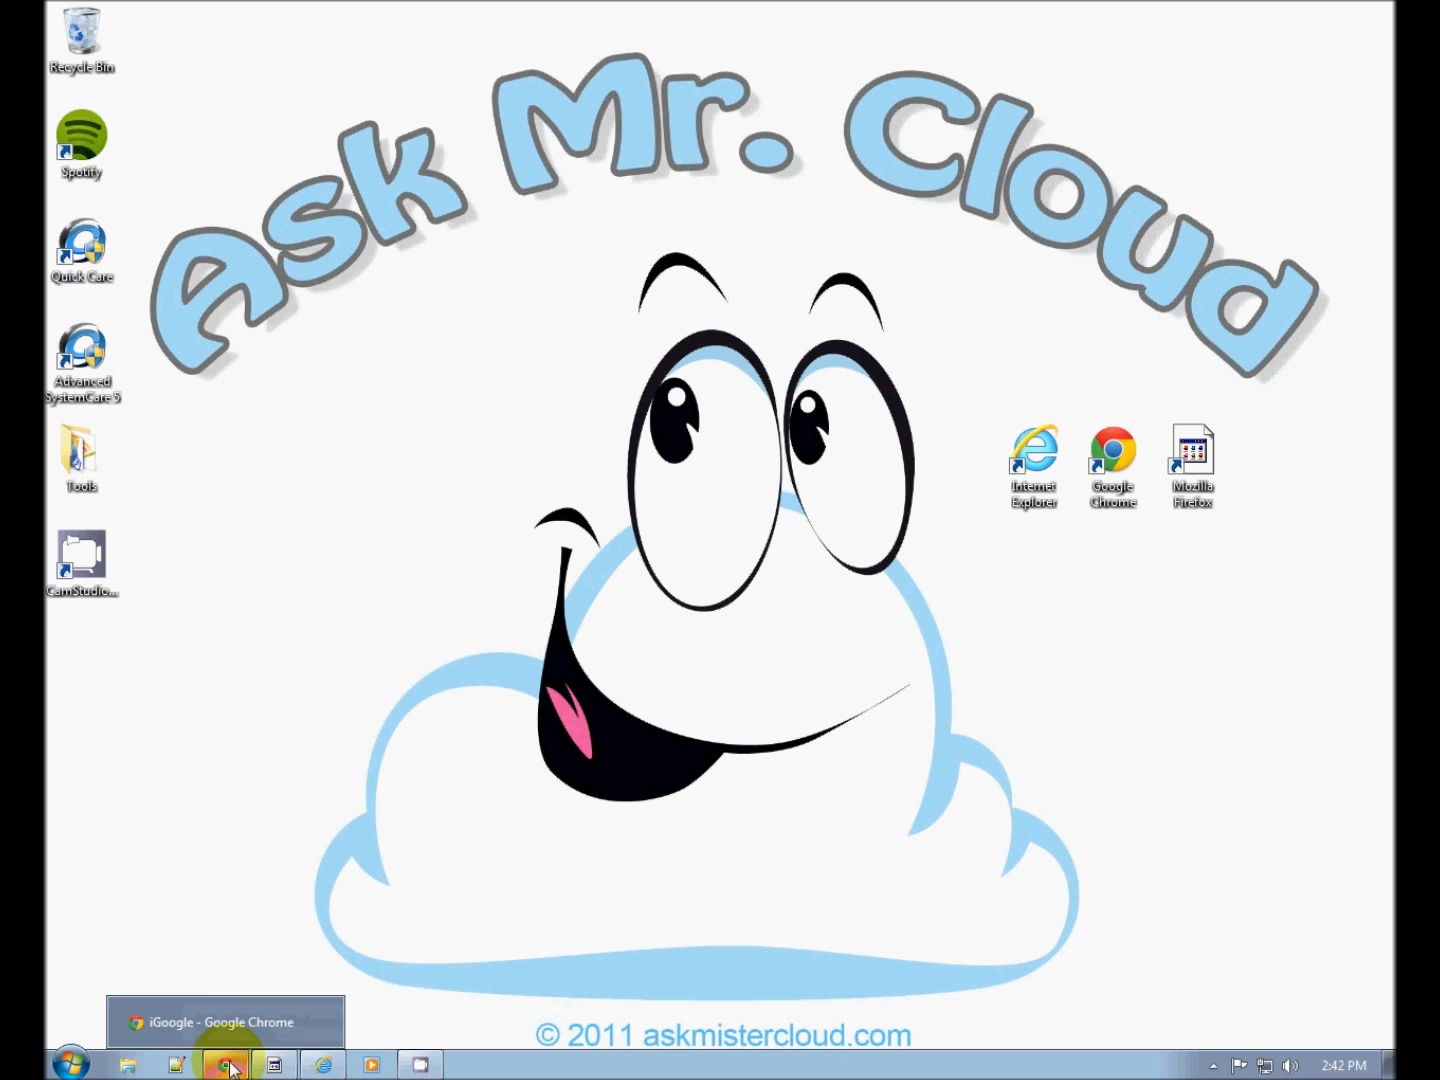 Recycle Bin
Spotify
Quick Care
Advanced
SystemCare 5
Tools
CamStudio...
Ask Mr. Cloud
Internet
Explorer
Google
Chrome
Mozilla
Firefox
iGoogle - Google Chrome
© 2011 askmistercloud.com
2:42 PM